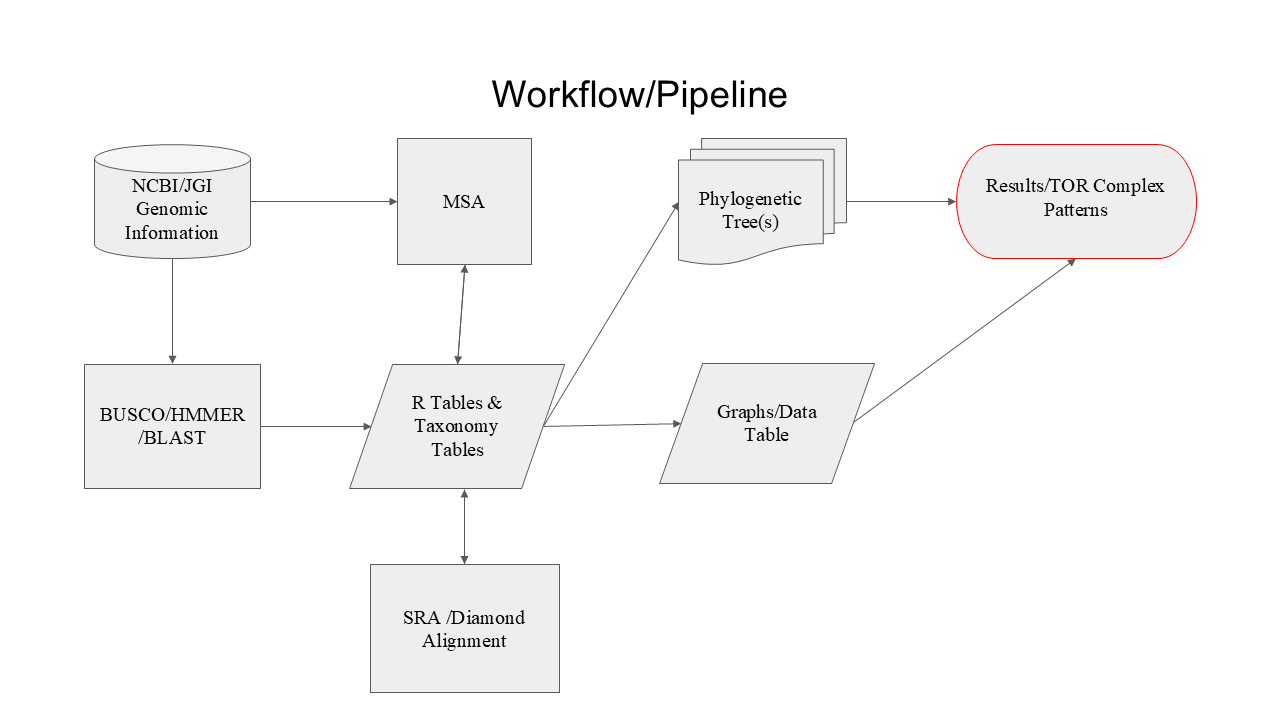 Workflow/Pipeline
NCBI/JGI
Genomic
Information
MSA
Phylogenetic
Tree(s)
Results/TOR Complex
Patterns
BUSCO/HMMER
/BLAST
R Tables &
Taxonomy
Tables
Graphs/Data
Table
SRA /Diamond
Alignment